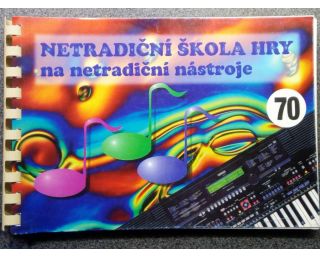 NETRADIČNÍ ŠKOLA HRY
na netradiční nástroje
70